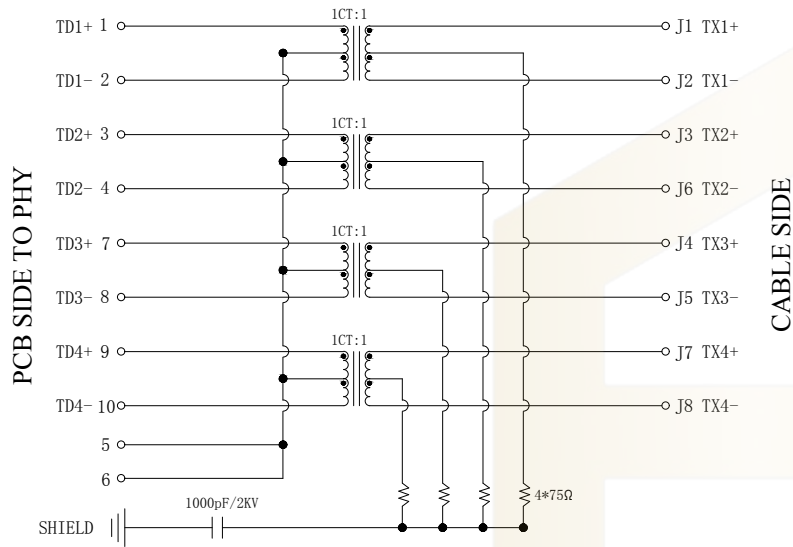 1CT:1
TD1+ 1
J1 TX1+
TD1- 2
J2 TX1-
1CT:1
TD2+ 3
J3 TX2+
TD2- 4
J6 TX2-
1CT:1
TD3+ 7
J4 TX3+
TD3- 8
J5 TX3-
1CT:1
TD4+ 9
J7 TX4+
TD4- 10
J8 TX4-
5
6
1000pF/2KV
4*75Ω
SHIELD
PCB SIDE TO PHY
CABLE SIDE